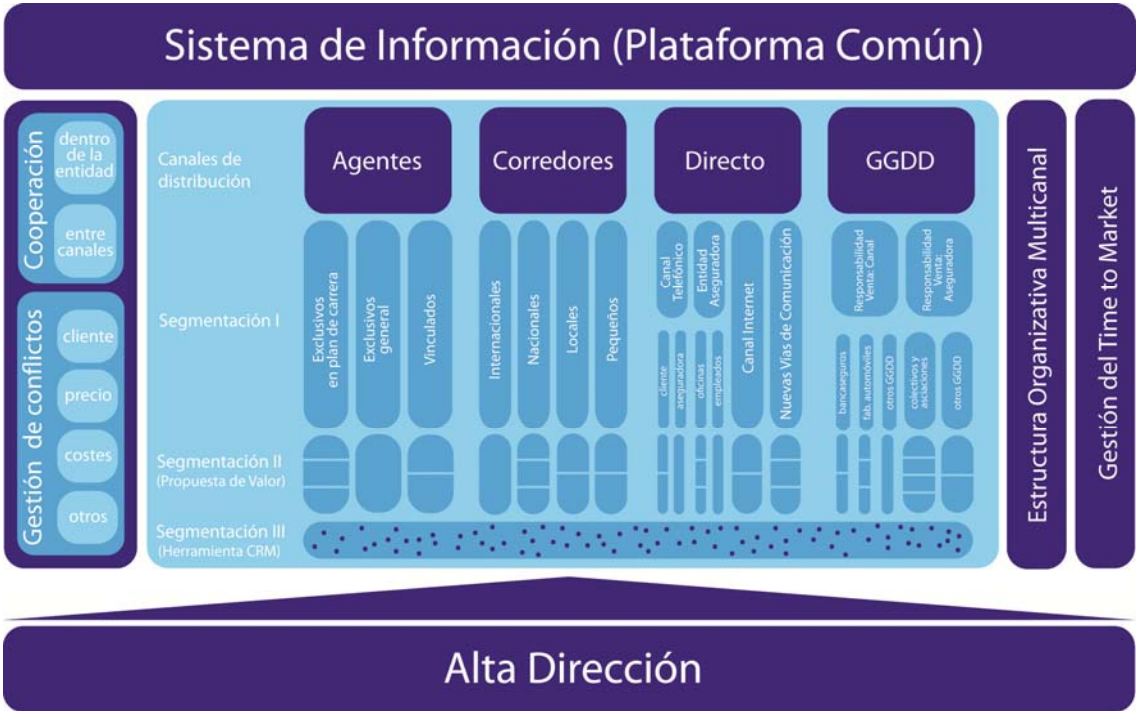 Sistema de Información (Plataforma Común)
Cooperación
dentro
de la
entidad
entre
canales
Gestión de conflictos
cliente
precio
costes
otros
Canales de
distribución
Agentes
Corredores
Directo
GGDD
Segmentación I
Exclusivos
en plan de carrera
Exclusivos
general
Vinculados
Internacionales
Nacionales
Locales
Pequeños
Canal
Telefónico
Entidad
Aseguradora
cliente
aseguradora
oficinas
empleados
Canal Internet
Nuevas Vías de Comunicación
Responsabilidad
Venta: Canal
Responsabilidad
Venta:
Aseguradora
bancaseguros
fab. automóviles
otros GGDD
colectivos y
asciaciones
otros GGDD
Segmentación II
(Propuesta de Valor)
Segmentación III
(Herramienta CRM)
Estructura Organizativa Multicanal
Gestión del Time to Market
Alta Dirección